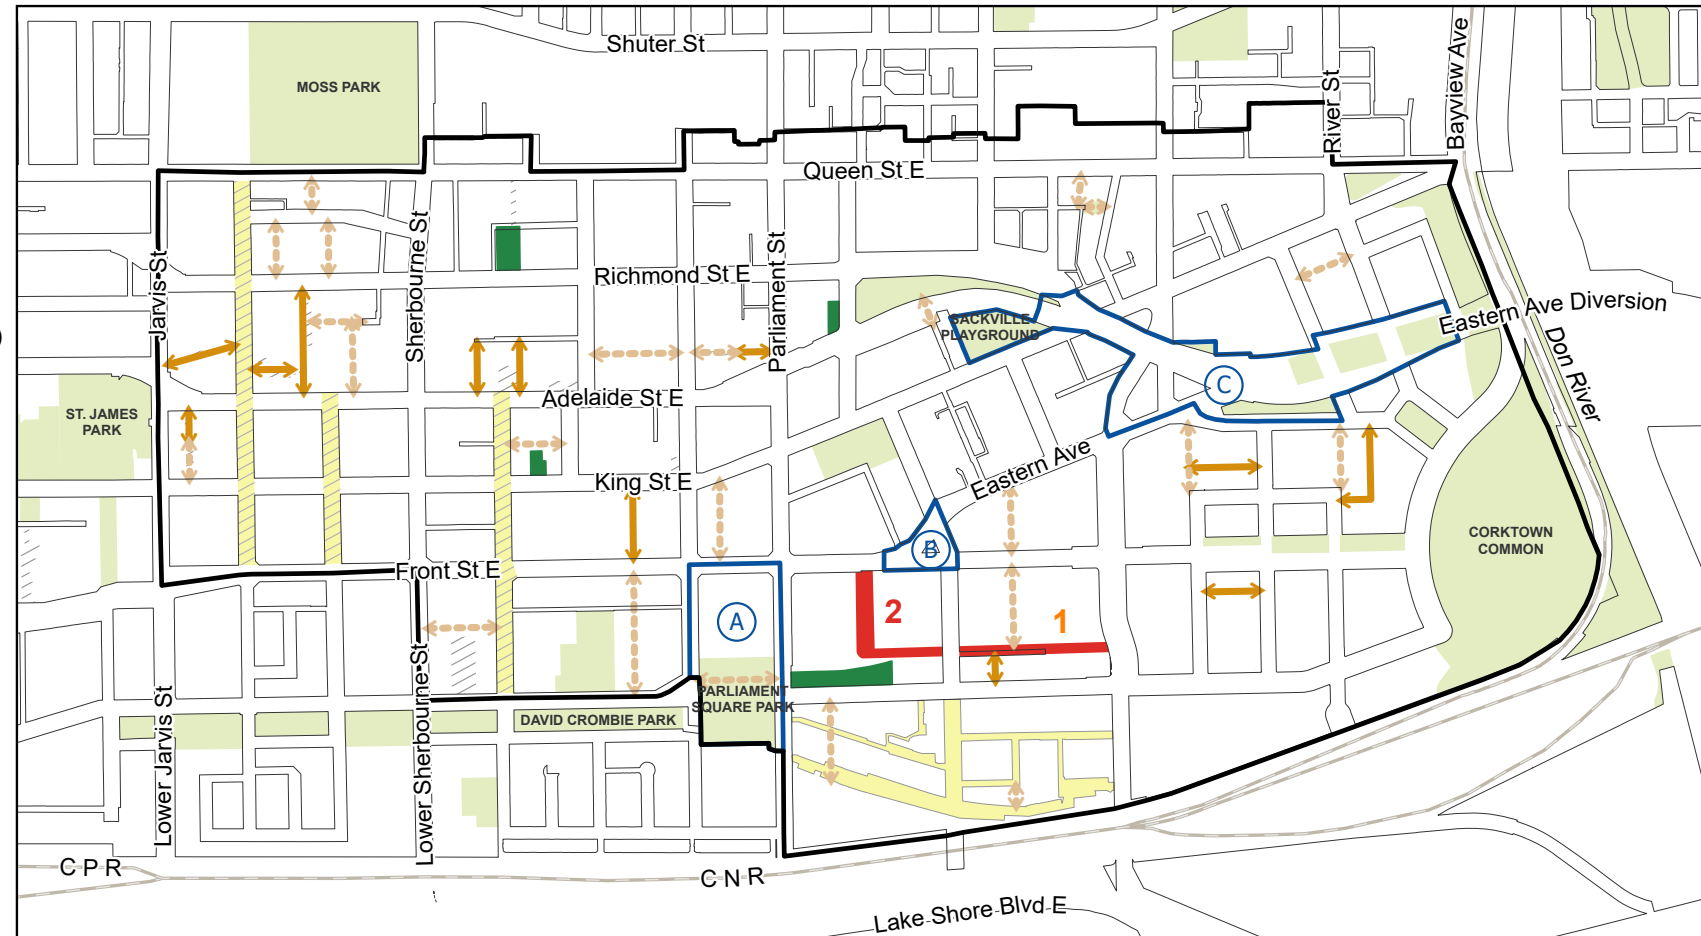 Shuter St
MOSS PARK
River St
Bayview Ave
Queen St E
Jarvis St
Sherbourne St
Parliament St
Richmond St E
SACKVILLE
PLAYGROUND
Eastern Ave Diversion
Don River
C
Adelaide St E
ST. JAMES
PARK
King St E
Eastern Ave
B
CORKTOWN
COMMON
Front St E
A
2
1
PARLIAMENT
SQUARE PARK
DAVID CROMBIE PARK
Lower Jarvis St
Lower Sherbourne St
C P R
C N R
Lake Shore Blvd E